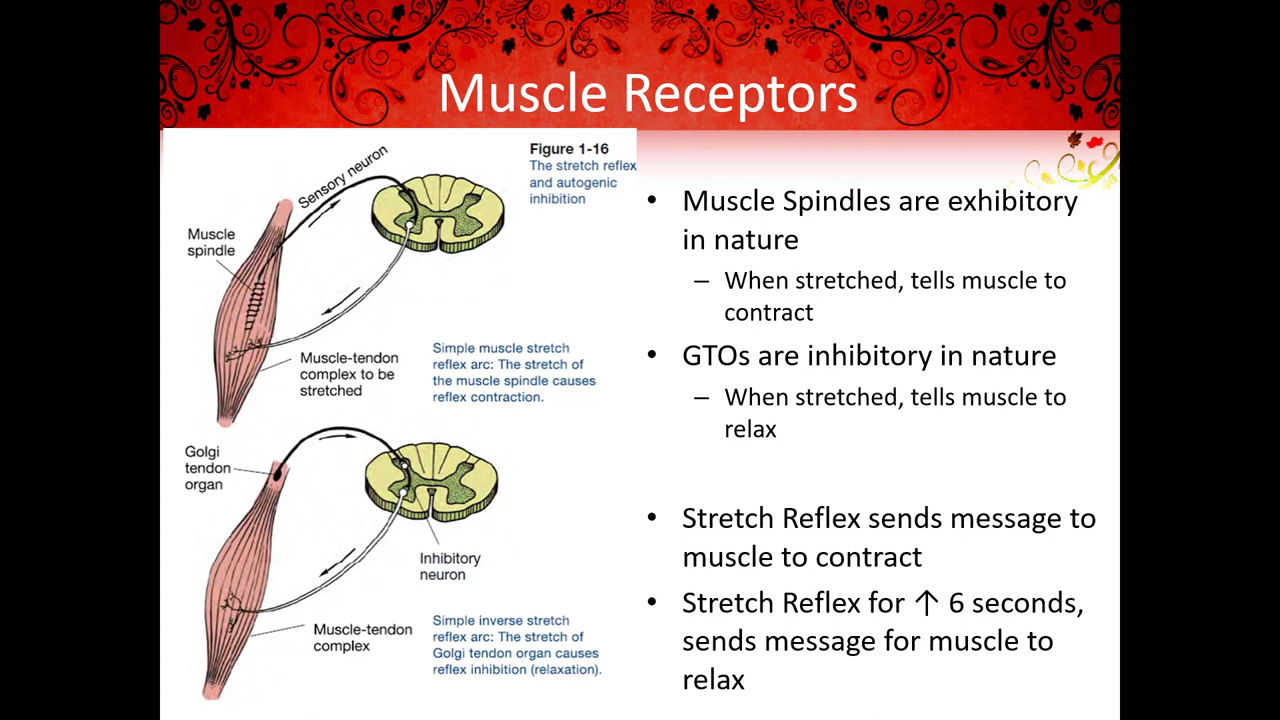 Muscle Receptors
Figure 1-16
The stretch reflex
and autogenic
inhibition
Sensory neuron
Muscle
spindle
Muscle-tendon
complex to be
stretched
Simple muscle stretch
reflex arc: The stretch of
the muscle spindle causes
reflex contraction.
Golgi
tendon
organ
Inhibitory
neuron
Muscle-tendon
complex
Simple inverse stretch
reflex arc: The stretch of
Golgi tendon organ causes
reflex inhibition (relaxation).
• Muscle Spindles are exhibitory
in nature
– When stretched, tells muscle to
contract
• GTOs are inhibitory in nature
– When stretched, tells muscle to
relax
• Stretch Reflex sends message to
muscle to contract
• Stretch Reflex for ↑ 6 seconds,
sends message for muscle to
relax